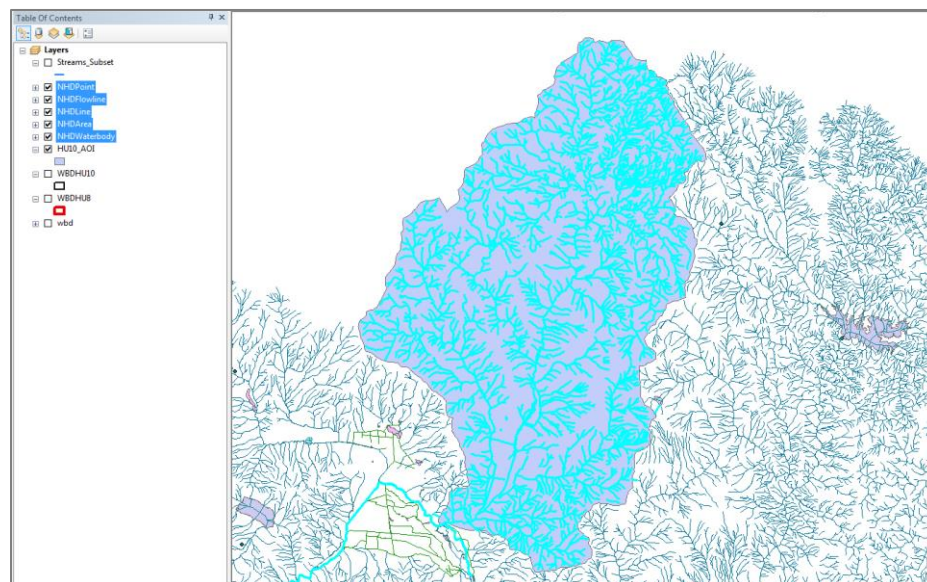 Table Of Contents
Layers
Streams_Subset
NHDPoint
NHDFlowline
NHDLine
NHDArea
NHDWaterbody
HU10_AOI
WBDHU10
WBDHU8
wbd